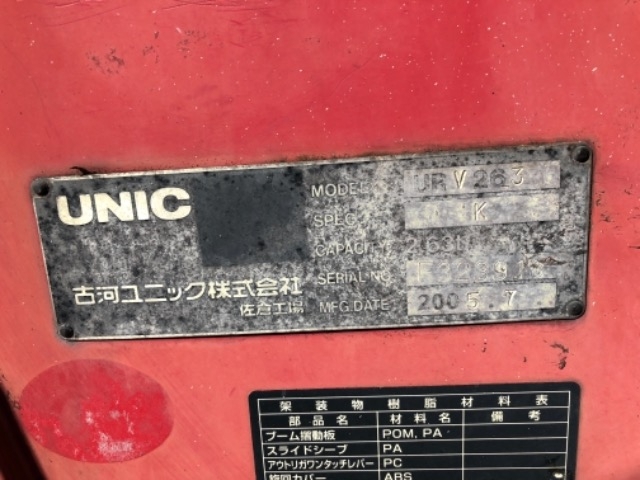 UNIC
古河ユニック株式会社
佐倉工場
MODEL URV263
SPEC. K
CAPACITY
SERIAL NO.
MFG.DATE 2005.7
架装物樹脂材料表
部品名 材料名 備考
ブーム摺動板 POM, PA
スライドシーブ PA
アウトリガワンタッチレバー PC
旋回カバー ABS